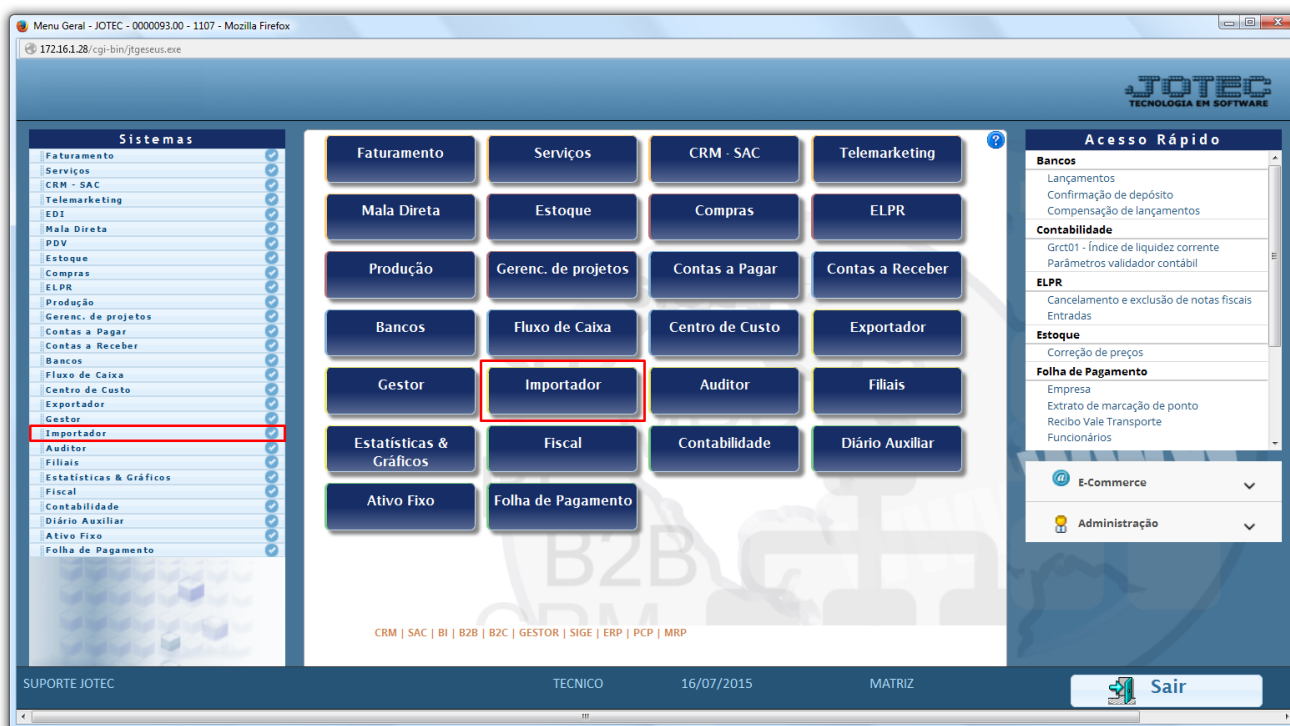 Menu Geral - JOTEC - 0000093.00 - 1107 - Mozilla Firefox
172.16.1.28/cgi-bin/jtgeseus.exe
JOTEC
TECNOLOGIA EM SOFTWARE
Sistemas
Faturamento
Serviços
CRM - SAC
Telemarketing
EDI
Mala Direta
PDV
Estoque
Compras
ELPR
Produção
Gerenc. de projetos
Contas a Pagar
Contas a Receber
Bancos
Fluxo de Caixa
Centro de Custo
Exportador
Gestor
Importador
Auditor
Filiais
Estatísticas & Gráficos
Fiscal
Contabilidade
Diário Auxiliar
Ativo Fixo
Folha de Pagamento
Faturamento
Serviços
CRM - SAC
Telemarketing
Mala Direta
Estoque
Compras
ELPR
Produção
Gerenc. de projetos
Contas a Pagar
Contas a Receber
Bancos
Fluxo de Caixa
Centro de Custo
Exportador
Gestor
Importador
Auditor
Filiais
Estatísticas &
Gráficos
Fiscal
Contabilidade
Diário Auxiliar
Ativo Fixo
Folha de Pagamento
B2B
CRM
CRM | SAC | BI | B2B | B2C | GESTOR | SIGE | ERP | PCP | MRP
?
Acesso Rápido
Bancos
Lançamentos
Confirmação de depósito
Compensação de lançamentos
Contabilidade
Grct01 - Índice de liquidez corrente
Parâmetros validador contábil
ELPR
Cancelamento e exclusão de notas fiscais
Entradas
Estoque
Correção de preços
Folha de Pagamento
Empresa
Extrato de marcação de ponto
Recibo Vale Transporte
Funcionários
@ E-Commerce
Administração
SUPORTE JOTEC
TECNICO
16/07/2015
MATRIZ
Sair